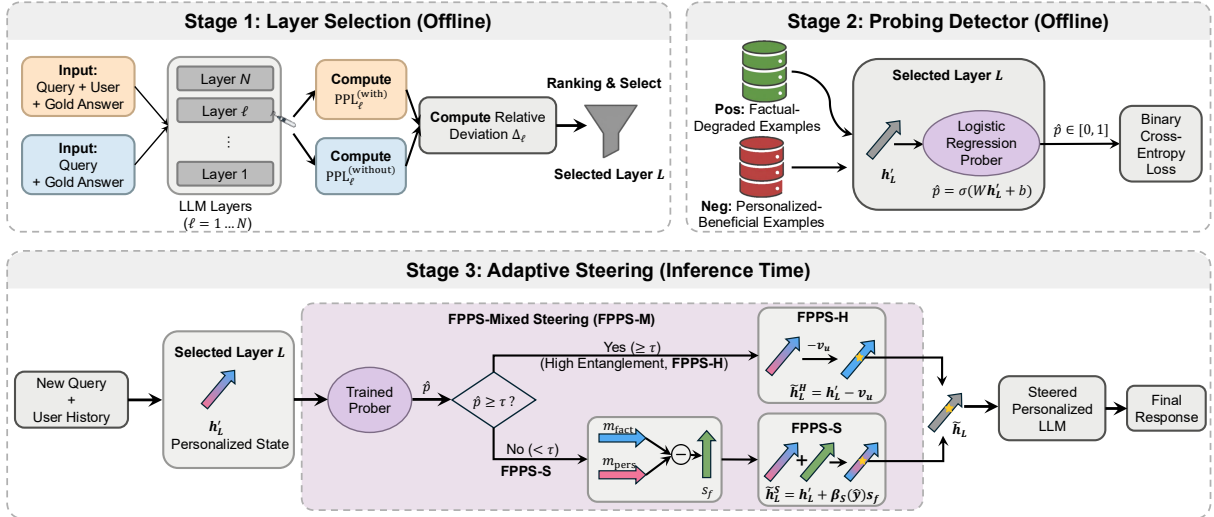 Stage 1: Layer Selection (Offline)
Input:
Query + User
+ Gold Answer
Input:
Query
+ Gold Answer
Layer N
Layer ℓ
⋮
Layer 1
LLM Layers
(ℓ = 1 … N)
Compute
PPL_ℓ^(with)
Compute
PPL_ℓ^(without)
Compute Relative
Deviation Δ_ℓ
Ranking & Select
Selected Layer L
Stage 2: Probing Detector (Offline)
Pos: Factual-
Degraded Examples
Neg: Personalized-
Beneficial Examples
Selected Layer L
h′_L
Logistic
Regression
Prober
p̂ = σ(Wh′_L + b)
p̂ ∈ [0, 1]
Binary
Cross-
Entropy
Loss
Stage 3: Adaptive Steering (Inference Time)
New Query
+
User History
Selected Layer L
h′_L
Personalized State
FPPS-Mixed Steering (FPPS-M)
Trained
Prober
p̂
p̂ ≥ τ ?
Yes (≥ τ)
(High Entanglement, FPPS-H)
No (< τ)
FPPS-S
m_fact
m_pers
−
s_f
FPPS-H
−v_u
h̃_L^H = h′_L − v_u
FPPS-S
+
h̃_L^S = h′_L + β_S(ŷ)s_f
h̃_L
Steered
Personalized
LLM
Final
Response